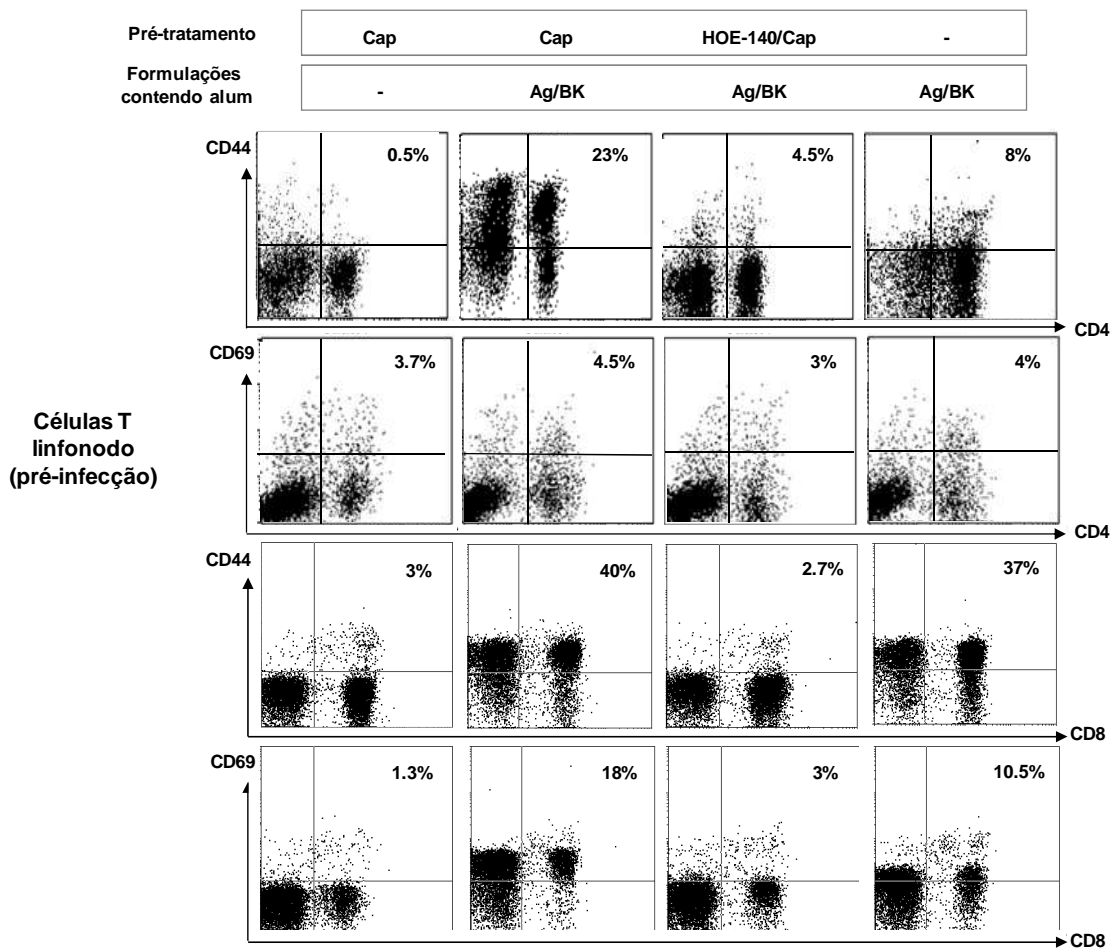 Pré-tratamento Cap Cap HOE-140/Cap -
Formulações
contendo alum - Ag/BK Ag/BK Ag/BK
CD44 0.5% 23% 4.5% 8%
CD4
CD69 3.7% 4.5% 3% 4%
Células T
linfonodo
(pré-infecção)
CD4
CD44 3% 40% 2.7% 37%
CD8
CD69 1.3% 18% 3% 10.5%
CD8